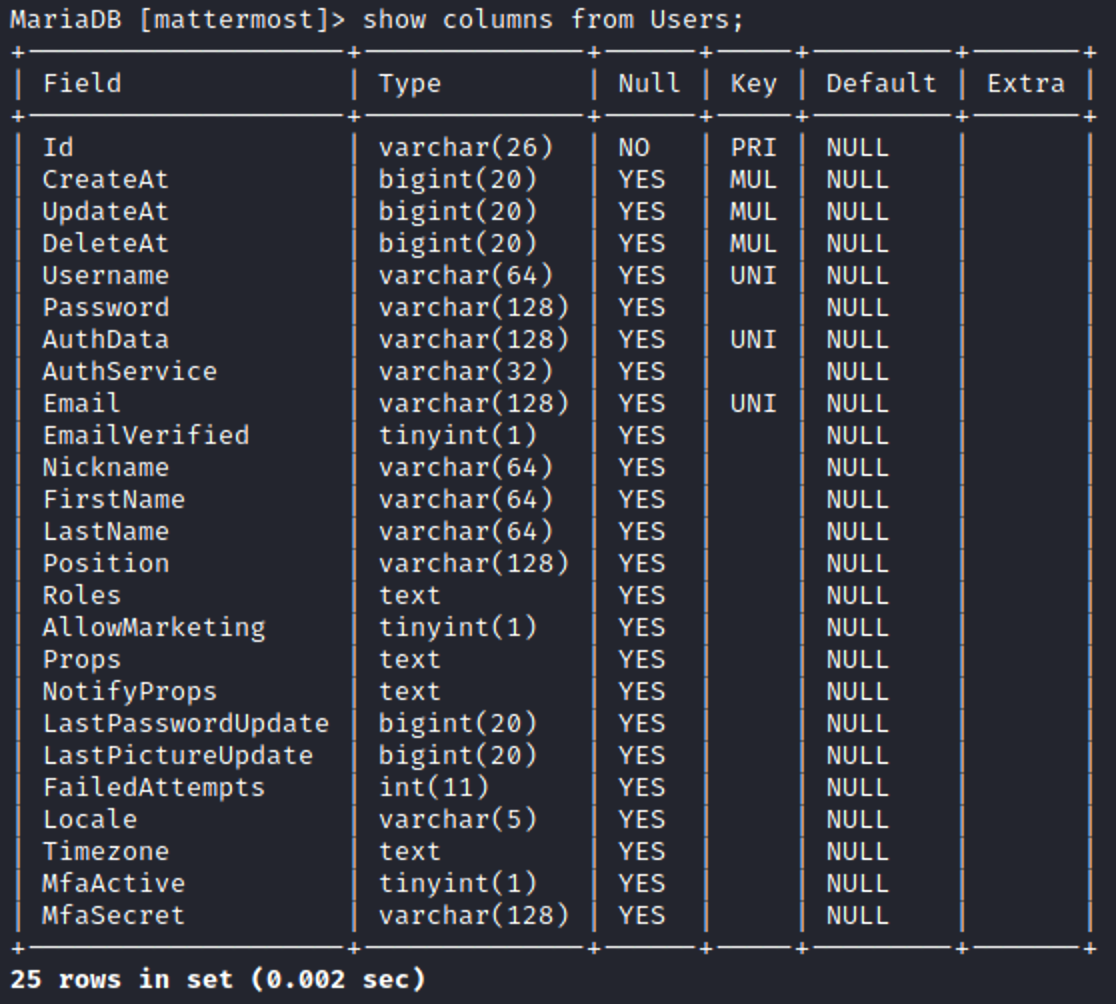 MariaDB [mattermost]> show columns from Users;
| Field | Type | Null | Key | Default | Extra |
| Id | varchar(26) | NO | PRI | NULL | |
| CreateAt | bigint(20) | YES | MUL | NULL | |
| UpdateAt | bigint(20) | YES | MUL | NULL | |
| DeleteAt | bigint(20) | YES | MUL | NULL | |
| Username | varchar(64) | YES | UNI | NULL | |
| Password | varchar(128) | YES | | NULL | |
| AuthData | varchar(128) | YES | UNI | NULL | |
| AuthService | varchar(32) | YES | | NULL | |
| Email | varchar(128) | YES | UNI | NULL | |
| EmailVerified | tinyint(1) | YES | | NULL | |
| Nickname | varchar(64) | YES | | NULL | |
| FirstName | varchar(64) | YES | | NULL | |
| LastName | varchar(64) | YES | | NULL | |
| Position | varchar(128) | YES | | NULL | |
| Roles | text | YES | | NULL | |
| AllowMarketing | tinyint(1) | YES | | NULL | |
| Props | text | YES | | NULL | |
| NotifyProps | text | YES | | NULL | |
| LastPasswordUpdate | bigint(20) | YES | | NULL | |
| LastPictureUpdate | bigint(20) | YES | | NULL | |
| FailedAttempts | int(11) | YES | | NULL | |
| Locale | varchar(5) | YES | | NULL | |
| Timezone | text | YES | | NULL | |
| MfaActive | tinyint(1) | YES | | NULL | |
| MfaSecret | varchar(128) | YES | | NULL | |
25 rows in set (0.002 sec)